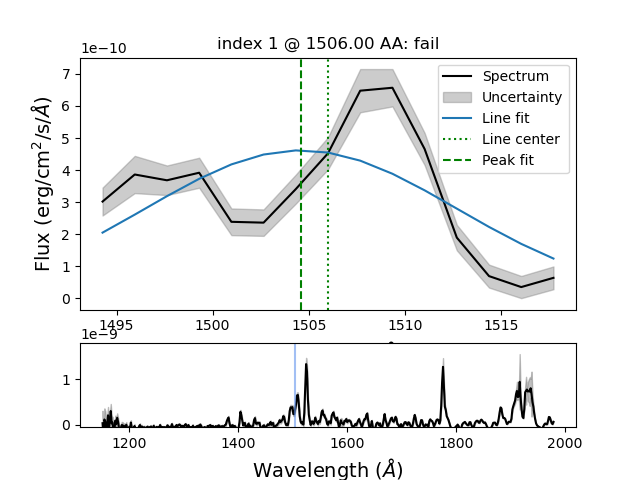 index 1 @ 1506.00 AA: fail
1e−10
7
6
5
4
3
2
1
0
Flux (erg/cm²/s/Å)
Spectrum
Uncertainty
Line fit
Line center
Peak fit
1495 1500 1505 1510 1515
1e−9
1
0
1200 1400 1600 1800 2000
Wavelength (Å)